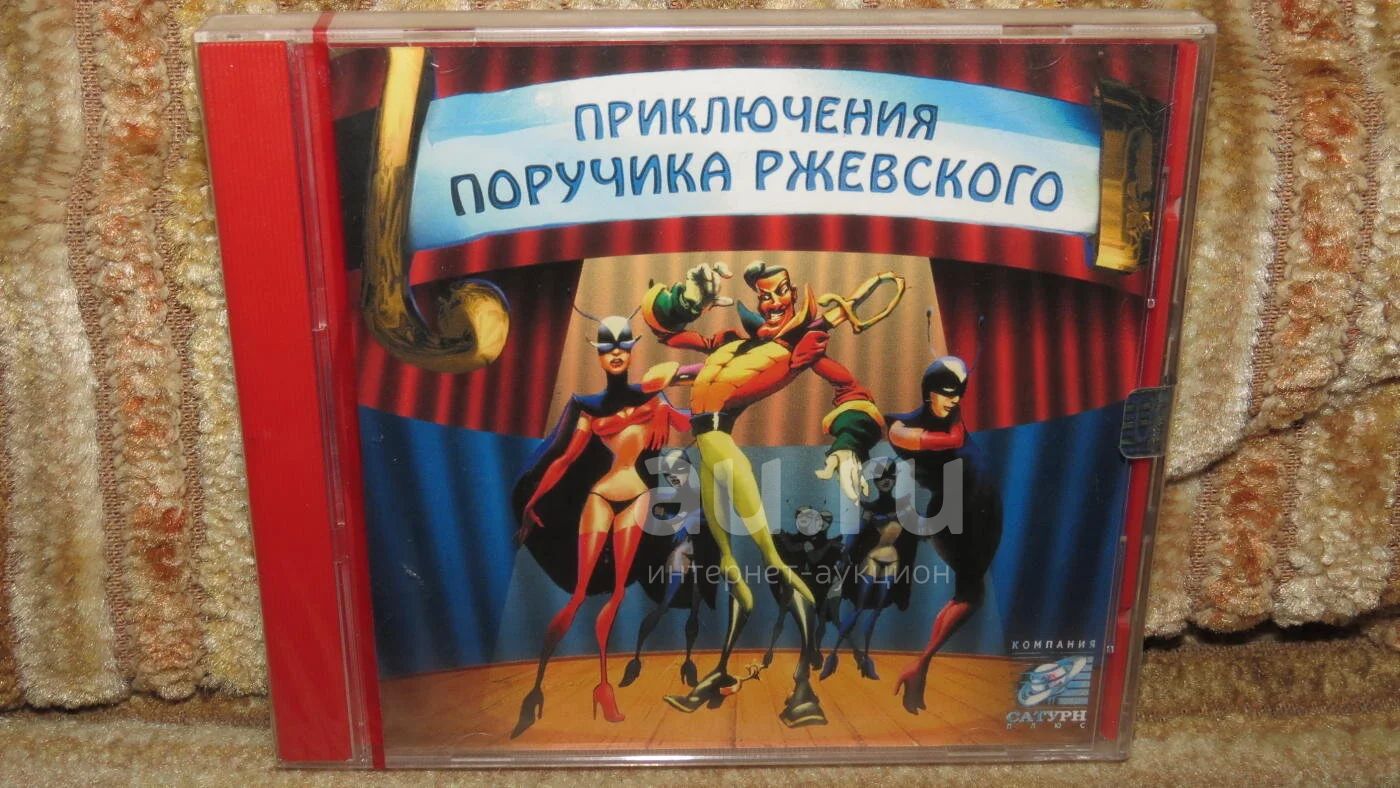 ПРИКЛЮЧЕНИЯ
ПОРУЧИКА РЖЕВСКОГО
au.ru
интернет-аукцион
КОМПАНИЯ
САТУРН
ПЛЮС